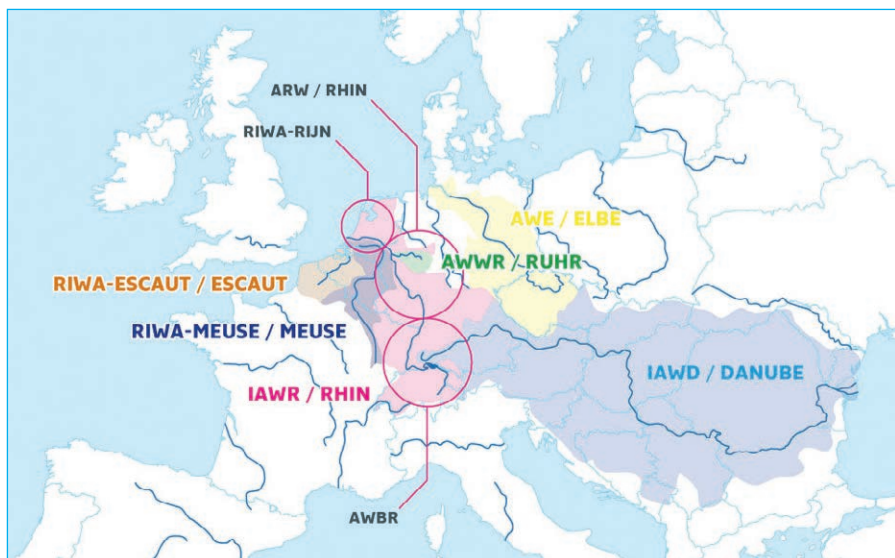 ARW / RHIN
RIWA-RIJN
AWE / ELBE
AWWR / RUHR
RIWA-ESCAUT / ESCAUT
RIWA-MEUSE / MEUSE
IAWD / DANUBE
IAWR / RHIN
AWBR